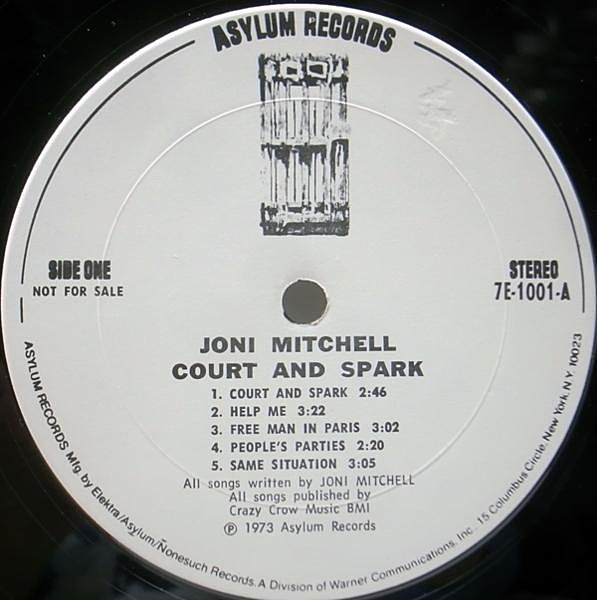 ASYLUM RECORDS
SIDE ONE
NOT FOR SALE
STEREO
7E-1001-A
JONI MITCHELL
COURT AND SPARK
1. COURT AND SPARK 2:46
2. HELP ME 3:22
3. FREE MAN IN PARIS 3:02
4. PEOPLE'S PARTIES 2:20
5. SAME SITUATION 3:05
All songs written by JONI MITCHELL
All songs published by
Crazy Crow Music BMI
℗ 1973 Asylum Records
ASYLUM RECORDS Mfg. by Elektra/Asylum/Nonesuch Records. A Division of Warner Communications, Inc. 15 Columbus Circle, New York, N.Y. 10023